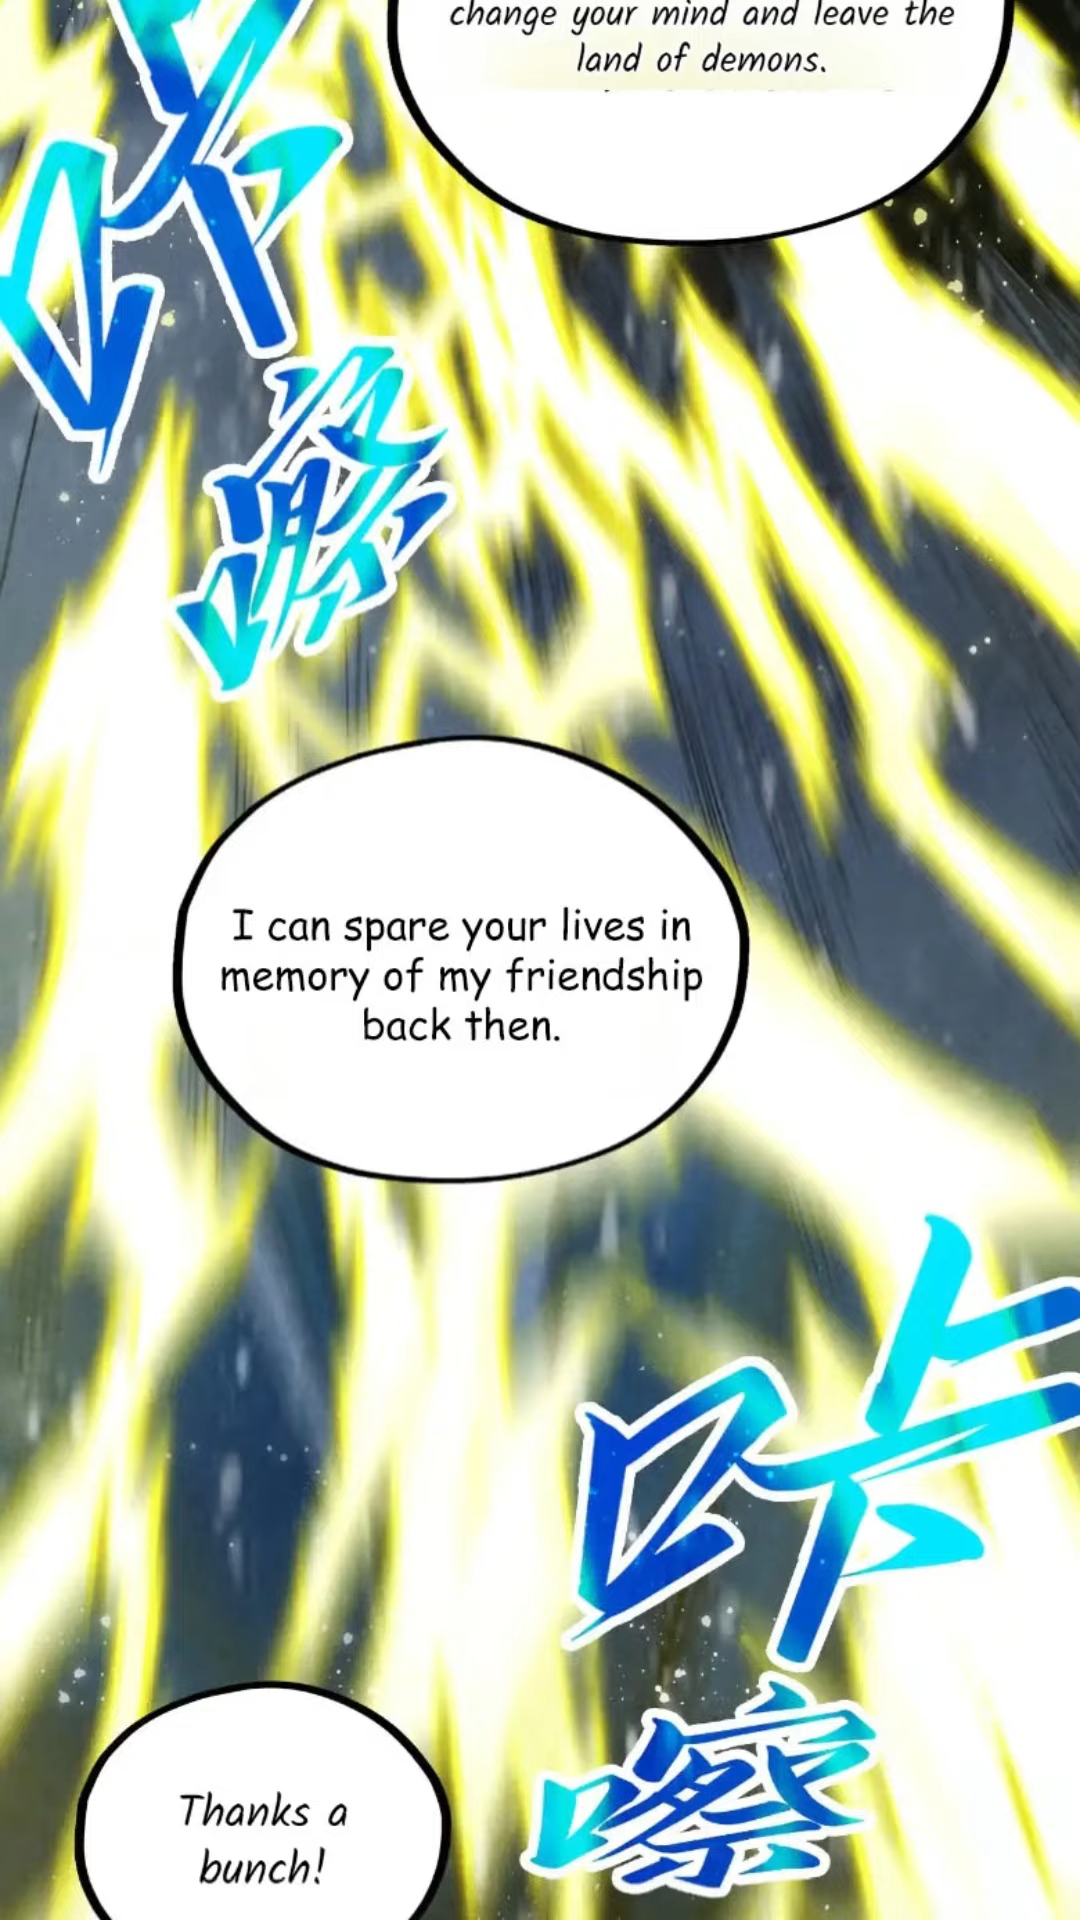 change your mind and leave the
land of demons.
咔
嚓
I can spare your lives in
memory of my friendship
back then.
咔
嚓
Thanks a
bunch!